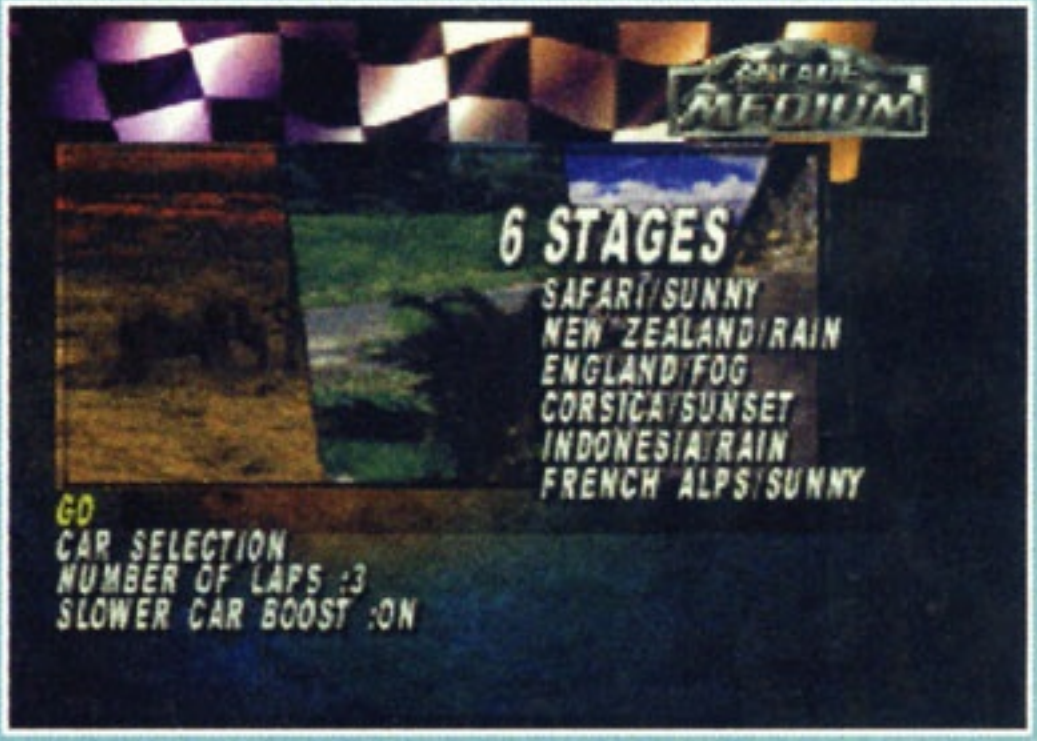 ARCADE
MEDIUM
6 STAGES
SAFARI/SUNNY
NEW ZEALAND/RAIN
ENGLAND/FOG
CORSICA/SUNSET
INDONESIA/RAIN
FRENCH ALPS/SUNNY
GO
CAR SELECTION
NUMBER OF LAPS :3
SLOWER CAR BOOST :ON